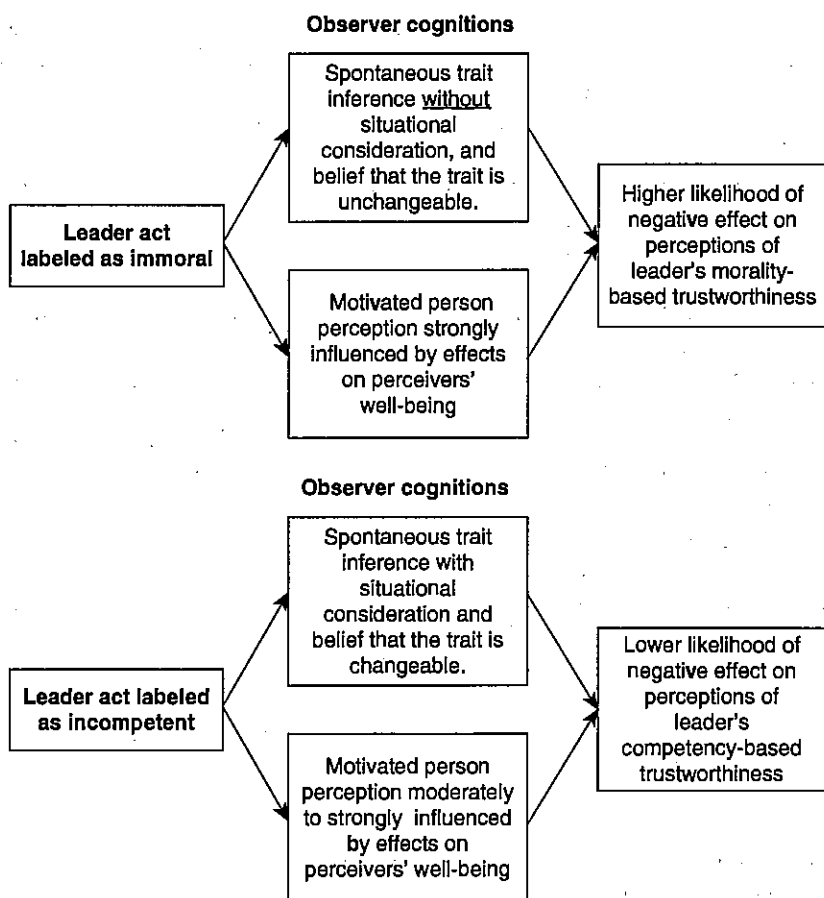 Observer cognitions
Spontaneous trait
inference without
situational
consideration, and
belief that the trait is
unchangeable.
Leader act
labeled as immoral
Motivated person
perception strongly
influenced by effects
on perceivers'
well-being
Higher likelihood of
negative effect on
perceptions of
leader's morality-
based trustworthiness
Observer cognitions
Spontaneous trait
inference with
situational
consideration and
belief that the trait is
changeable.
Leader act labeled
as incompetent
Motivated person
perception moderately
to strongly influenced
by effects on
perceivers' well-being
Lower likelihood of
negative effect on
perceptions of
leader's
competency-based
trustworthiness